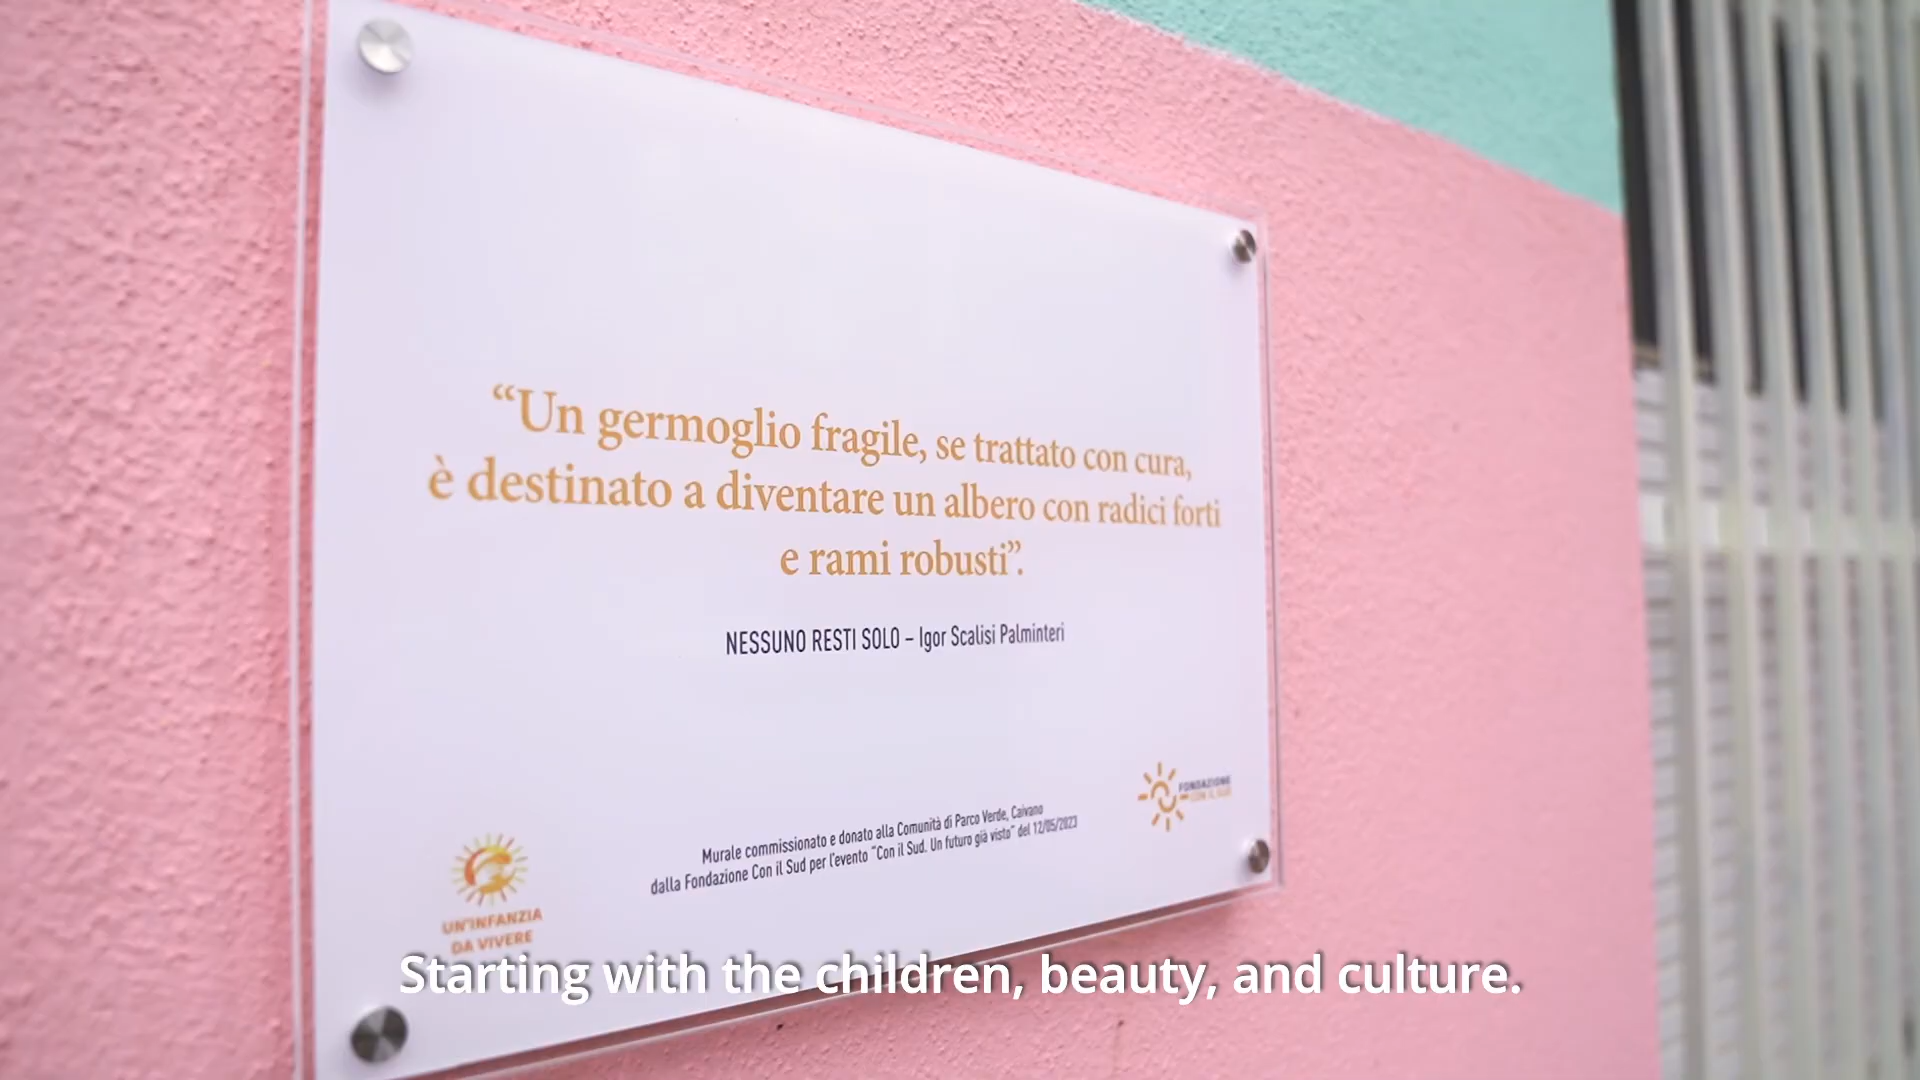 “Un germoglio fragile, se trattato con cura,
è destinato a diventare un albero con radici forti
e rami robusti”.
NESSUNO RESTI SOLO – Igor Scalisi Palminteri
FONDAZIONE
CON IL SUD
Murale commissionato e donato alla Comunità di Parco Verde, Caivano
dalla Fondazione Con il Sud per l'evento “Con il Sud. Un futuro già visto” del 12/05/2023
UN'INFANZIA
DA VIVERE
Starting with the children, beauty, and culture.